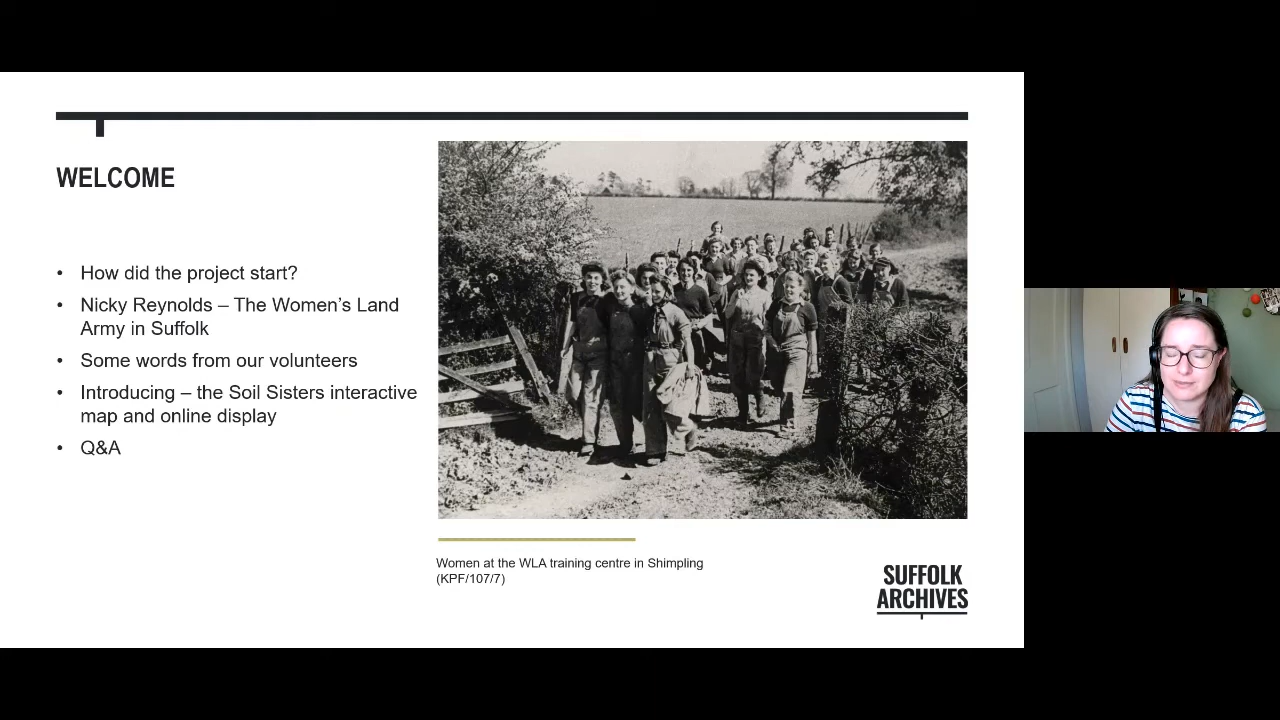 WELCOME
• How did the project start?
• Nicky Reynolds – The Women’s Land
Army in Suffolk
• Some words from our volunteers
• Introducing – the Soil Sisters interactive
map and online display
• Q&A
Women at the WLA training centre in Shimpling
(KPF/107/7)
SUFFOLK
ARCHIVES